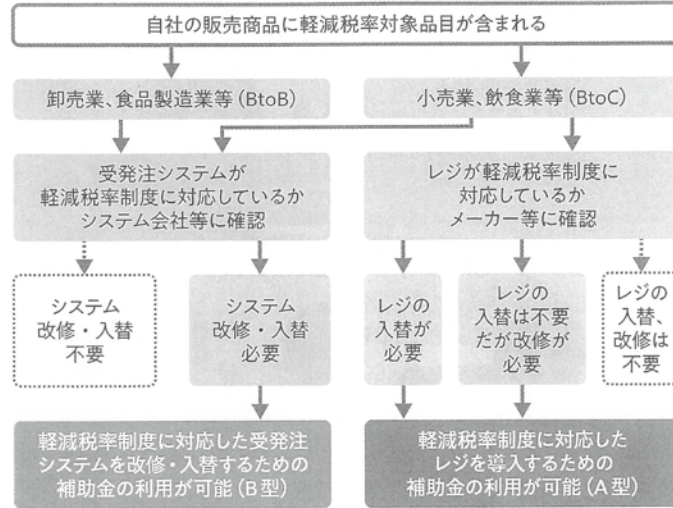 自社の販売商品に軽減税率対象品目が含まれる
卸売業、食品製造業等(BtoB)
小売業、飲食業等(BtoC)
受発注システムが
軽減税率制度に対応しているか
システム会社等に確認
レジが軽減税率制度に
対応しているか
メーカー等に確認
システム
改修・入替
不要
システム
改修・入替
必要
レジの
入替が
必要
レジの
入替は不要
だが改修が
必要
レジの
入替、
改修は
不要
軽減税率制度に対応した受発注
システムを改修・入替するための
補助金の利用が可能(B型)
軽減税率制度に対応した
レジを導入するための
補助金の利用が可能(A型)